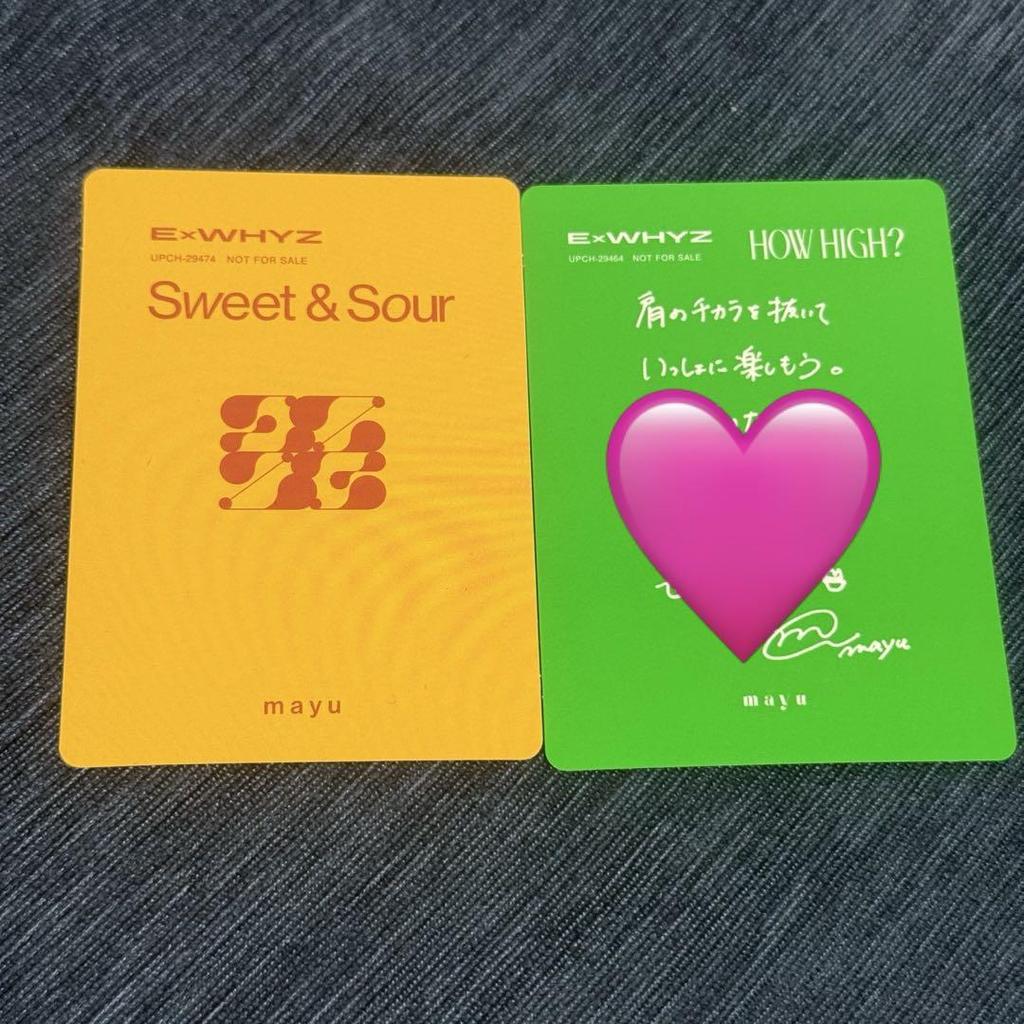 ExWHYZ
UPCH-29474 NOT FOR SALE
Sweet & Sour
mayu
ExWHYZ HOW HIGH?
UPCH-29464 NOT FOR SALE
肩のチカラを抜いて
いっしょに楽しもう。
mayu
mayu